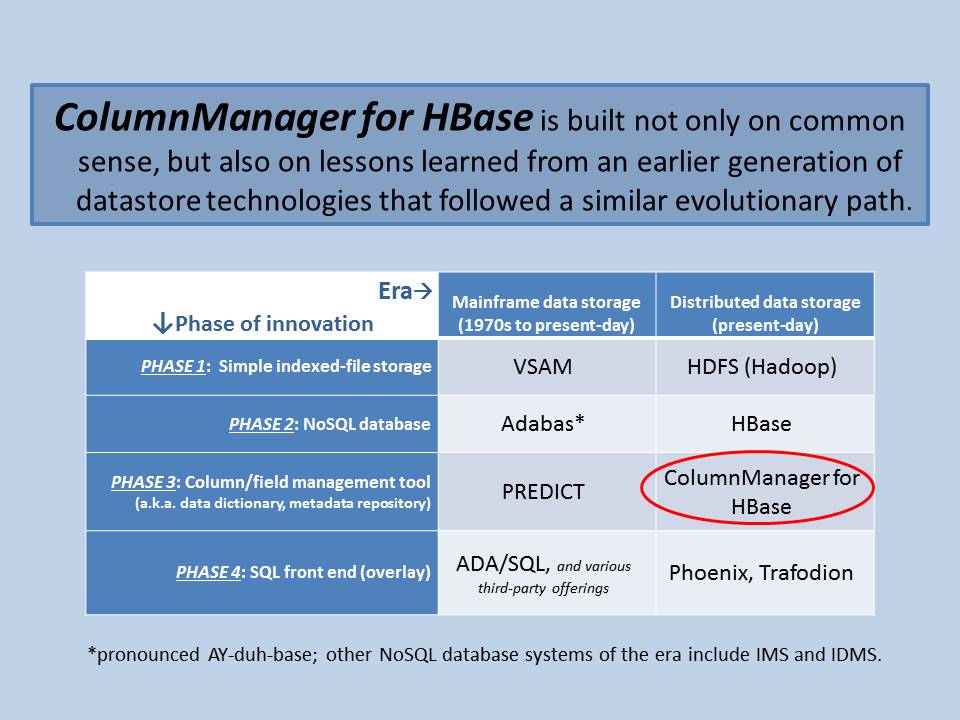 ColumnManager for HBase is built not only on common
sense, but also on lessons learned from an earlier generation of
datastore technologies that followed a similar evolutionary path.
Era→
↓Phase of innovation
Mainframe data storage
(1970s to present-day)
Distributed data storage
(present-day)
PHASE 1: Simple indexed-file storage
VSAM
HDFS (Hadoop)
PHASE 2: NoSQL database
Adabas*
HBase
PHASE 3: Column/field management tool
(a.k.a. data dictionary, metadata repository)
PREDICT
ColumnManager for
HBase
PHASE 4: SQL front end (overlay)
ADA/SQL, and various
third-party offerings
Phoenix, Trafodion
*pronounced AY-duh-base; other NoSQL database systems of the era include IMS and IDMS.